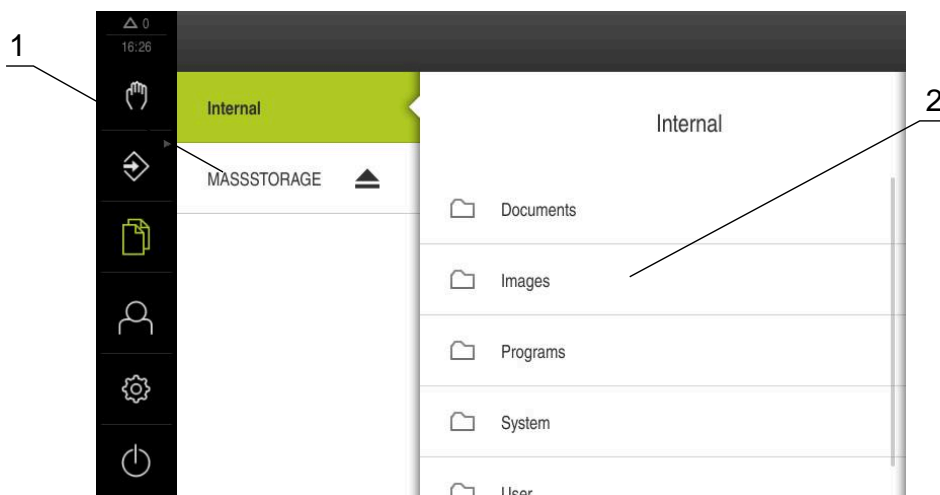 1
0
16:26
Internal
MASSSTORAGE
Internal
2
Documents
Images
Programs
System
User